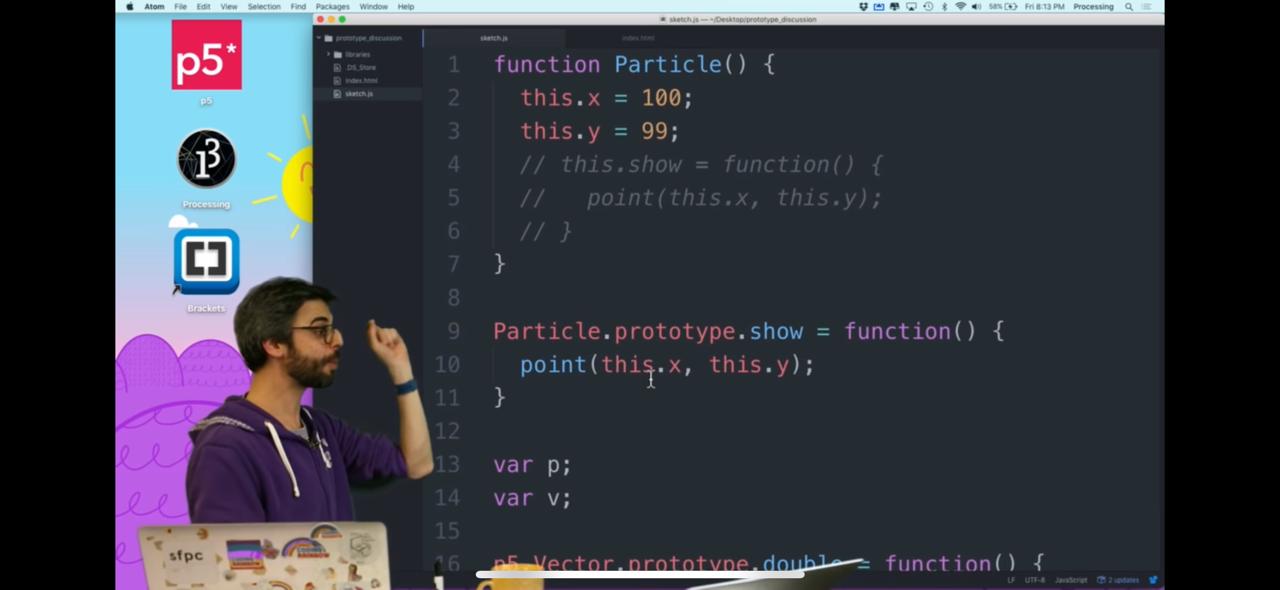 Atom File Edit View Selection Find Packages Window Help
58% Fri 8:13 PM Processing
sketch.js — ~/Desktop/prototype_discussion
prototype_discussion
libraries
.DS_Store
index.html
sketch.js
sketch.js index.html
p5*
p5
Processing
Brackets
1 function Particle() {
2 this.x = 100;
3 this.y = 99;
4 // this.show = function() {
5 // point(this.x, this.y);
6 // }
7 }
8
9 Particle.prototype.show = function() {
10 point(this.x, this.y);
11 }
12
13 var p;
14 var v;
15
16 p5.Vector.prototype.double = function() {
sfpc
LF UTF-8 JavaScript 2 updates